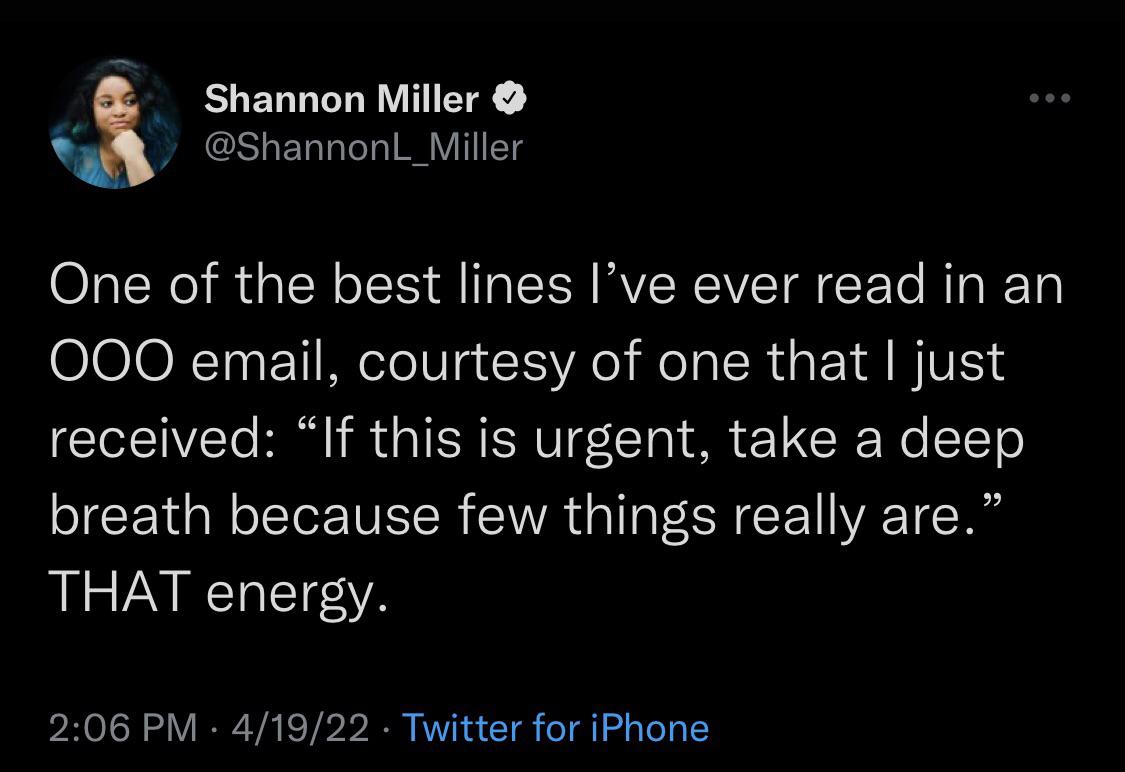 Shannon Miller
@ShannonL_Miller
One of the best lines I’ve ever read in an
OOO email, courtesy of one that I just
received: “If this is urgent, take a deep
breath because few things really are.”
THAT energy.
2:06 PM · 4/19/22 · Twitter for iPhone